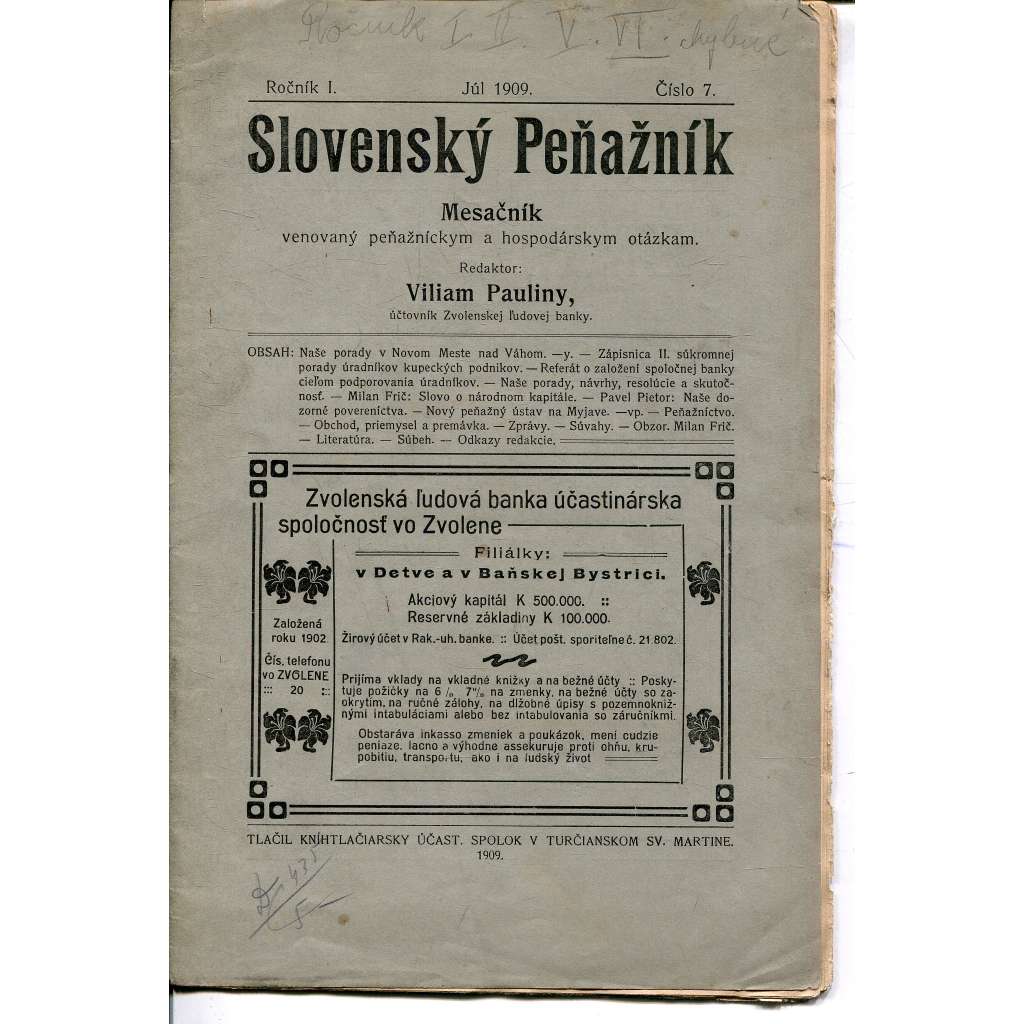 Ročník I. II. V. VI. chybné
Ročník I. Júl 1909. Číslo 7.
Slovenský Peňažník
Mesačník
venovaný peňažníckym a hospodárskym otázkam.
Redaktor:
Viliam Pauliny,
účtovník Zvolenskej ľudovej banky.
OBSAH: Naše porady v Novom Meste nad Váhom. —y. — Zápisnica II. súkromnej
porady úradníkov kupeckých podnikov. — Referát o založení spoločnej banky
cieľom podporovania úradníkov. — Naše porady, návrhy, resolúcie a skutoč-
nosť. — Milan Frič: Slovo o národnom kapitále. — Pavel Pietor: Naše do-
zorné povereníctva. — Nový peňažný ústav na Myjave. —vp. — Peňažníctvo.
— Obchod, priemysel a premávka. — Zprávy. — Súvahy. — Obzor. Milan Frič.
— Literatúra. — Súbeh. — Odkazy redakcie.
Zvolenská ľudová banka účastinárska
spoločnosť vo Zvolene
Filiálky:
v Detve a v Baňskej Bystrici.
Akciový kapitál K 500.000. ::
Reservné základiny K 100.000.
Žirový účet v Rak.-uh. banke. :: Účet pošt. sporiteľne č. 21.802.
Založená
roku 1902
Čís. telefonu
vo ZVOLENE
::: 20 :::
Prijíma vklady na vkladné knižky a na bežné účty :: Posky-
tuje požičky na 6% 7% na zmenky, na bežné účty so za-
okrytím, na ručné zálohy, na dlžobné úpisy s pozemnokniž-
nými intabuláciami alebo bez intabulovania so záručníkmi.
Obstaráva inkasso zmeniek a poukázok, mení cudzie
peniaze, lacno a výhodne assekuruje proti ohňu, kru-
pobitiu, transportu, ako i na ľudský život
TLAČIL KNÍHTLAČIARSKY ÚČAST. SPOLOK V TURČIANSKOM SV. MARTINE.
1909.